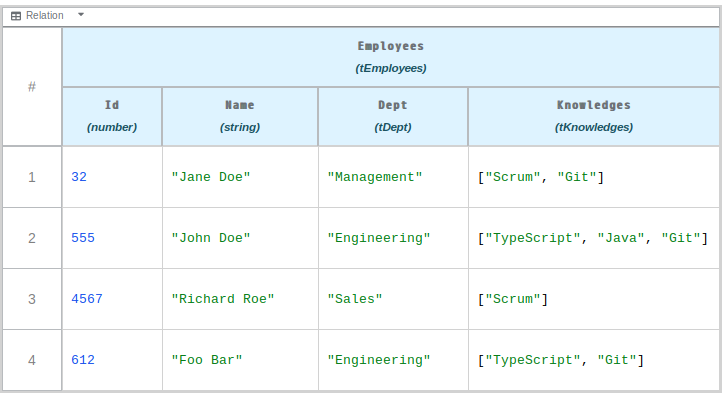 Relation
# Employees
(tEmployees)
Id Name Dept Knowledges
(number) (string) (tDept) (tKnowledges)
1 32 "Jane Doe" "Management" ["Scrum", "Git"]
2 555 "John Doe" "Engineering" ["TypeScript", "Java", "Git"]
3 4567 "Richard Roe" "Sales" ["Scrum"]
4 612 "Foo Bar" "Engineering" ["TypeScript", "Git"]